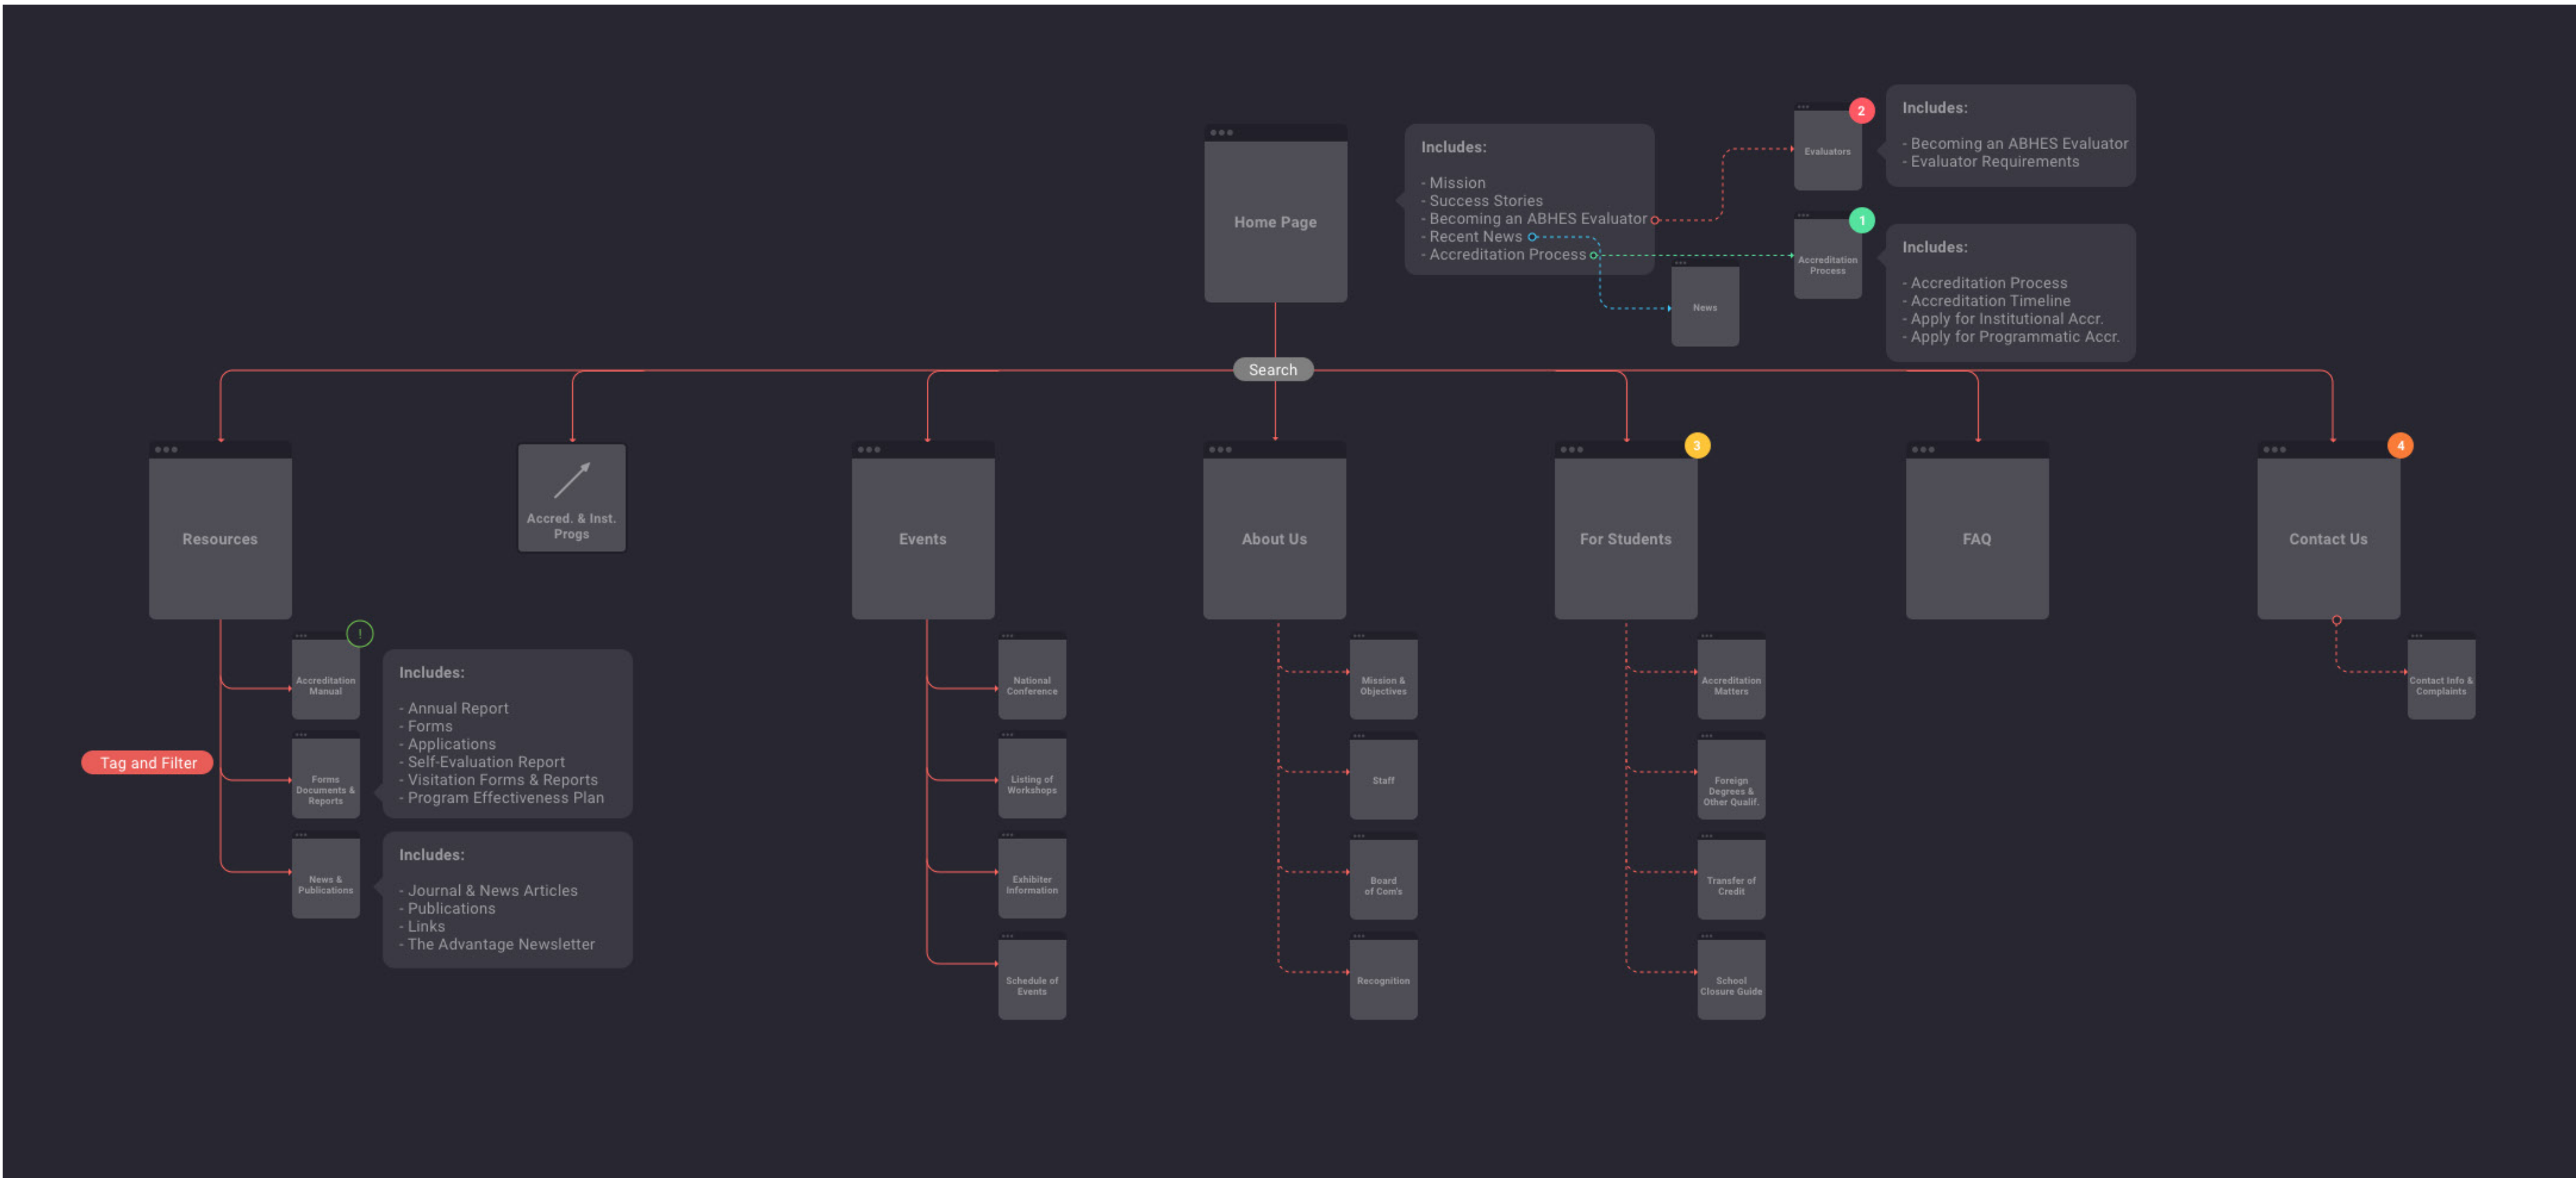 Home Page
Includes:
- Mission
- Success Stories
- Becoming an ABHES Evaluator
- Recent News
- Accreditation Process
2
Evaluators
Includes:
- Becoming an ABHES Evaluator
- Evaluator Requirements
1
Accreditation
Process
Includes:
- Accreditation Process
- Accreditation Timeline
- Apply for Institutional Accr.
- Apply for Programmatic Accr.
News
Search
Resources
Accred. & Inst.
Progs
Events
About Us
3
For Students
FAQ
4
Contact Us
!
Accreditation
Manual
Tag and Filter
Forms
Documents &
Reports
Includes:
- Annual Report
- Forms
- Applications
- Self-Evaluation Report
- Visitation Forms & Reports
- Program Effectiveness Plan
News &
Publications
Includes:
- Journal & News Articles
- Publications
- Links
- The Advantage Newsletter
National
Conference
Listing of
Workshops
Exhibiter
Information
Schedule of
Events
Mission &
Objectives
Staff
Board
of Com's
Recognition
Accreditation
Matters
Foreign
Degrees &
Other Qualif.
Transfer of
Credit
School
Closure Guide
Contact Info &
Complaints